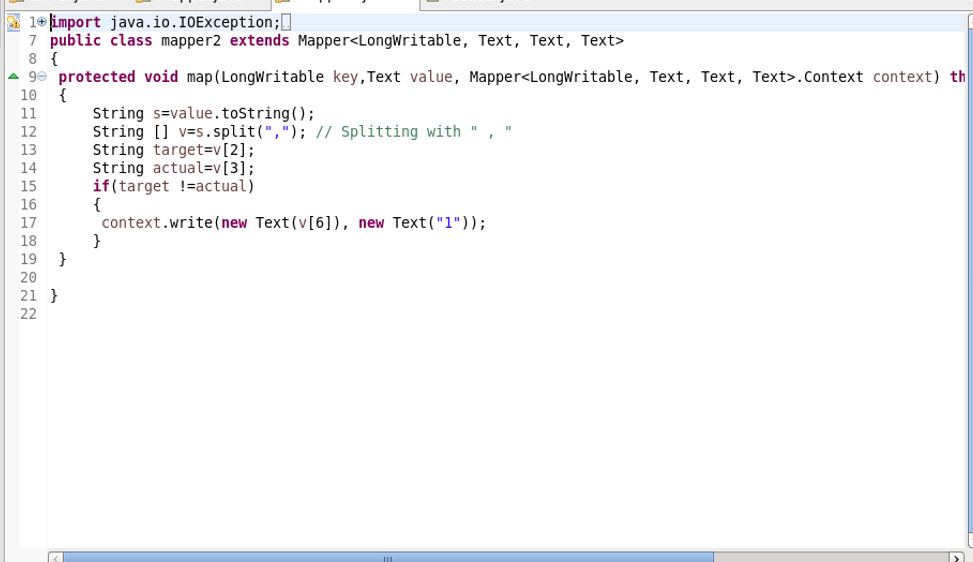 1 import java.io.IOException;
7 public class mapper2 extends Mapper<LongWritable, Text, Text, Text>
8 {
9 protected void map(LongWritable key,Text value, Mapper<LongWritable, Text, Text, Text>.Context context) th
10 {
11 String s=value.toString();
12 String [] v=s.split(","); // Splitting with " , "
13 String target=v[2];
14 String actual=v[3];
15 if(target !=actual)
16 {
17 context.write(new Text(v[6]), new Text("1"));
18 }
19 }
20
21 }
22